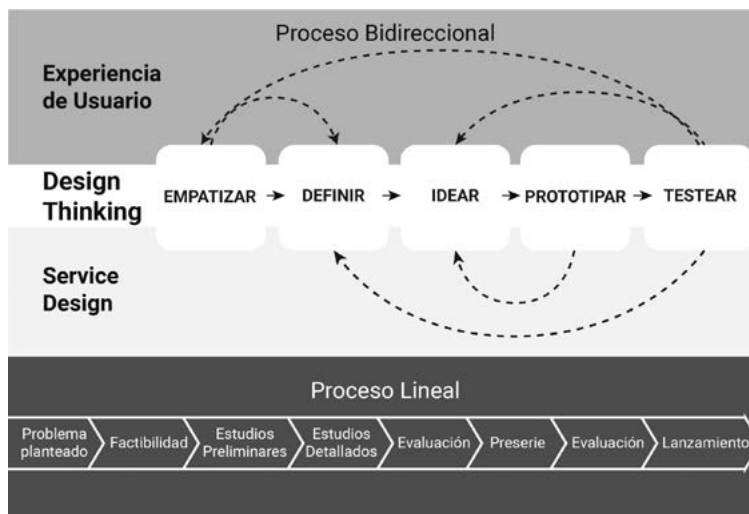 Proceso Bidireccional
Experiencia
de Usuario
Design
Thinking
EMPATIZAR
DEFINIR
IDEAR
PROTOTIPAR
TESTEAR
Service
Design
Proceso Lineal
Problema
planteado
Factibilidad
Estudios
Preliminares
Estudios
Detallados
Evaluación
Preserie
Evaluación
Lanzamiento